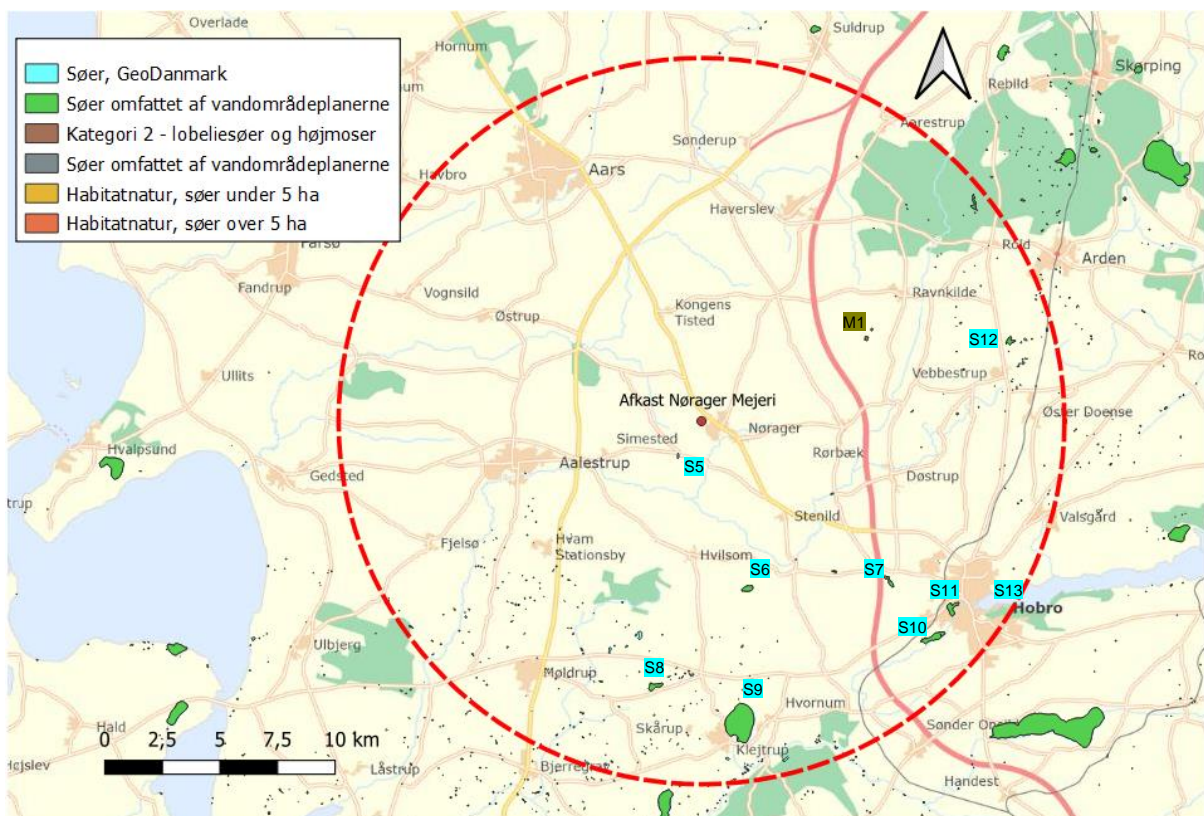 Overlade
Hornum
Suldrup
Skørping
Rebild
Søer, GeoDanmark
Søer omfattet af vandområdeplanerne
Kategori 2 - lobeliesøer og højmoser
Søer omfattet af vandområdeplanerne
Habitatnatur, søer under 5 ha
Habitatnatur, søer over 5 ha
Aarestrup
Sønderup
Aars
Havbro
Haverslev
Farsø
Rold
Arden
Fandrup
Vognsild
Ravnkilde
Østrup
Kongens
Tisted
M1
S12
Ullits
Vebbestrup
Afkast Nørager Mejeri
Øster Doense
Simested
Nørager
Hvalpsund
Gedsted
Aalestrup
S5
Rørbæk
Døstrup
Stenild
Valsgård
Fjelsø
Hvam
Stationsby
Hvilsom
S6
S7
S11
S13
Hobro
S10
Ulbjerg
Møldrup
S8
S9
Hvornum
Hald
Skårup
Klejtrup
0 2,5 5 7,5 10 km
Låstrup
Bjerregrav
Handest